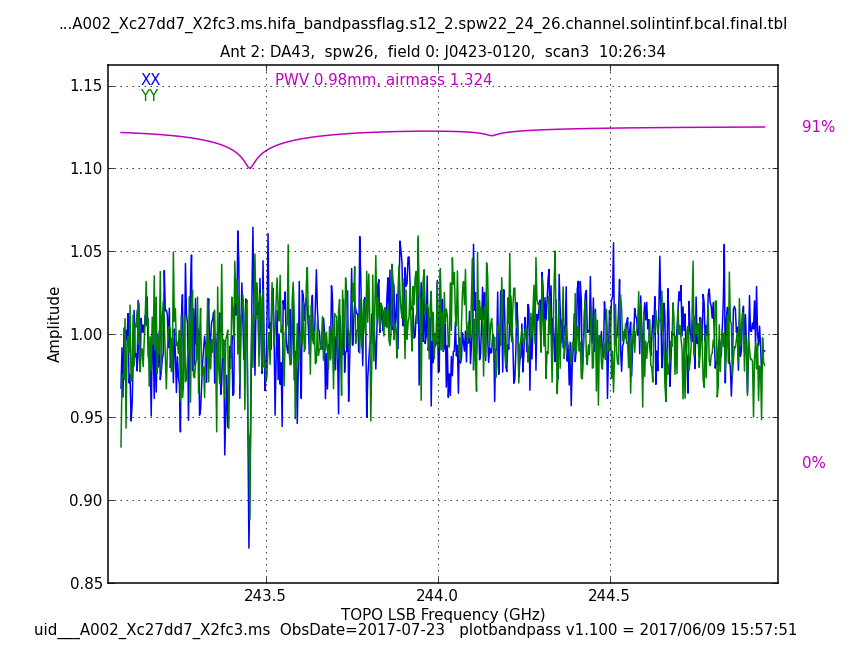 ...A002_Xc27dd7_X2fc3.ms.hifa_bandpassflag.s12_2.spw22_24_26.channel.solintinf.bcal.final.tbl
Ant 2: DA43,  spw26,  field 0: J0423-0120,  scan3  10:26:34
XX
YY
PWV 0.98mm, airmass 1.324
91%
0%
1.15
1.10
1.05
1.00
0.95
0.90
0.85
Amplitude
243.5
244.0
244.5
TOPO LSB Frequency (GHz)
uid___A002_Xc27dd7_X2fc3.ms  ObsDate=2017-07-23   plotbandpass v1.100 = 2017/06/09 15:57:51